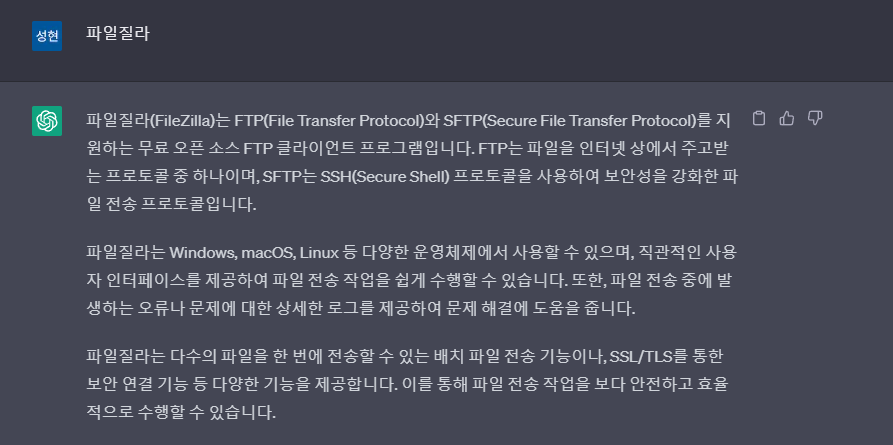 성현
파일질라
파일질라(FileZilla)는 FTP(File Transfer Protocol)와 SFTP(Secure File Transfer Protocol)를 지
원하는 무료 오픈 소스 FTP 클라이언트 프로그램입니다. FTP는 파일을 인터넷 상에서 주고받
는 프로토콜 중 하나이며, SFTP는 SSH(Secure Shell) 프로토콜을 사용하여 보안성을 강화한 파
일 전송 프로토콜입니다.
파일질라는 Windows, macOS, Linux 등 다양한 운영체제에서 사용할 수 있으며, 직관적인 사용
자 인터페이스를 제공하여 파일 전송 작업을 쉽게 수행할 수 있습니다. 또한, 파일 전송 중에 발
생하는 오류나 문제에 대한 상세한 로그를 제공하여 문제 해결에 도움을 줍니다.
파일질라는 다수의 파일을 한 번에 전송할 수 있는 배치 파일 전송 기능이나, SSL/TLS를 통한
보안 연결 기능 등 다양한 기능을 제공합니다. 이를 통해 파일 전송 작업을 보다 안전하고 효율
적으로 수행할 수 있습니다.